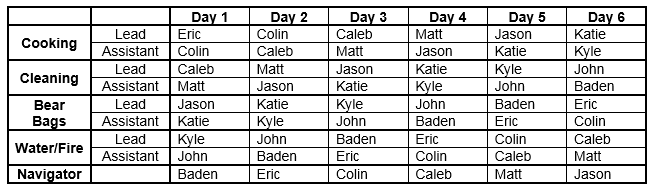 Day 1 Day 2 Day 3 Day 4 Day 5 Day 6
Cooking Lead Eric Colin Caleb Matt Jason Katie
Assistant Colin Caleb Matt Jason Katie Kyle
Cleaning Lead Caleb Matt Jason Katie Kyle John
Assistant Matt Jason Katie Kyle John Baden
Bear Bags Lead Jason Katie Kyle John Baden Eric
Assistant Katie Kyle John Baden Eric Colin
Water/Fire Lead Kyle John Baden Eric Colin Caleb
Assistant John Baden Eric Colin Caleb Matt
Navigator Baden Eric Colin Caleb Matt Jason